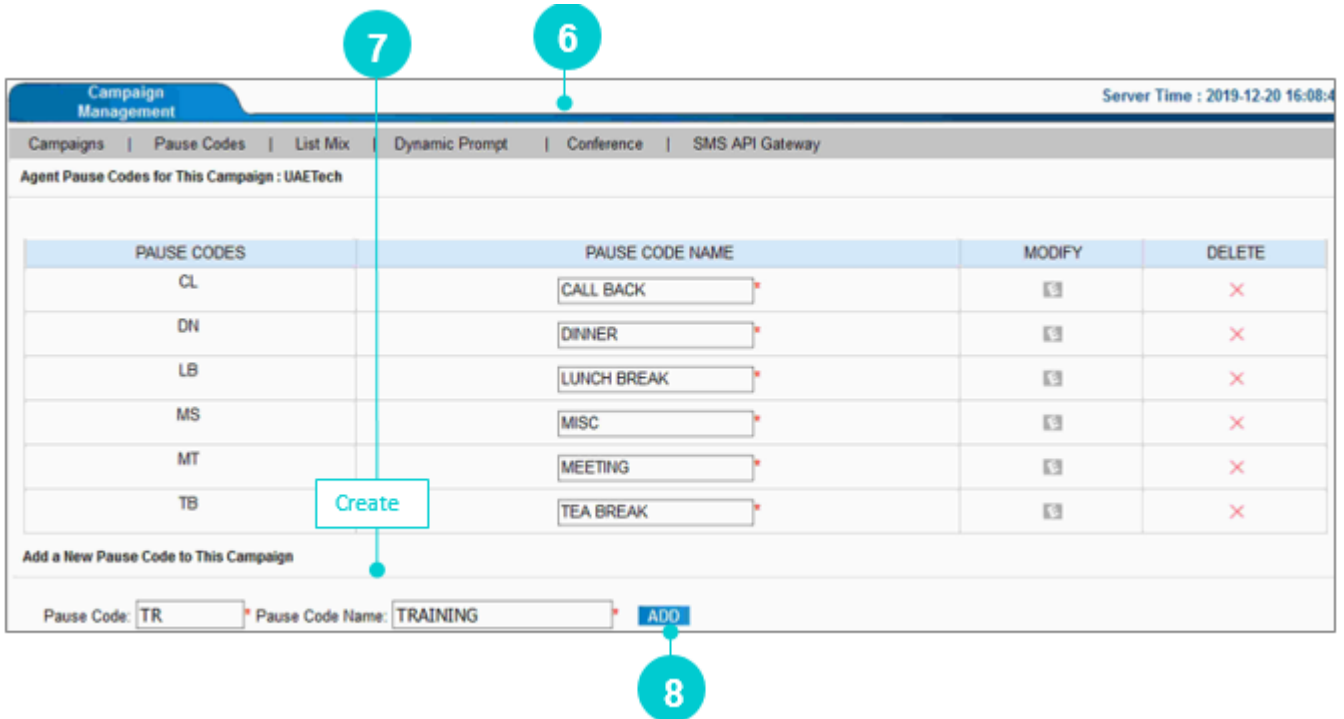 7
6
Campaign
Management
Server Time : 2019-12-20 16:08:4
Campaigns | Pause Codes | List Mix | Dynamic Prompt | Conference | SMS API Gateway
Agent Pause Codes for This Campaign : UAETech
PAUSE CODES PAUSE CODE NAME MODIFY DELETE
CL CALL BACK *
DN DINNER *
LB LUNCH BREAK *
MS MISC *
MT MEETING *
TB TEA BREAK *
Create
Add a New Pause Code to This Campaign
Pause Code: TR * Pause Code Name: TRAINING * ADD
8